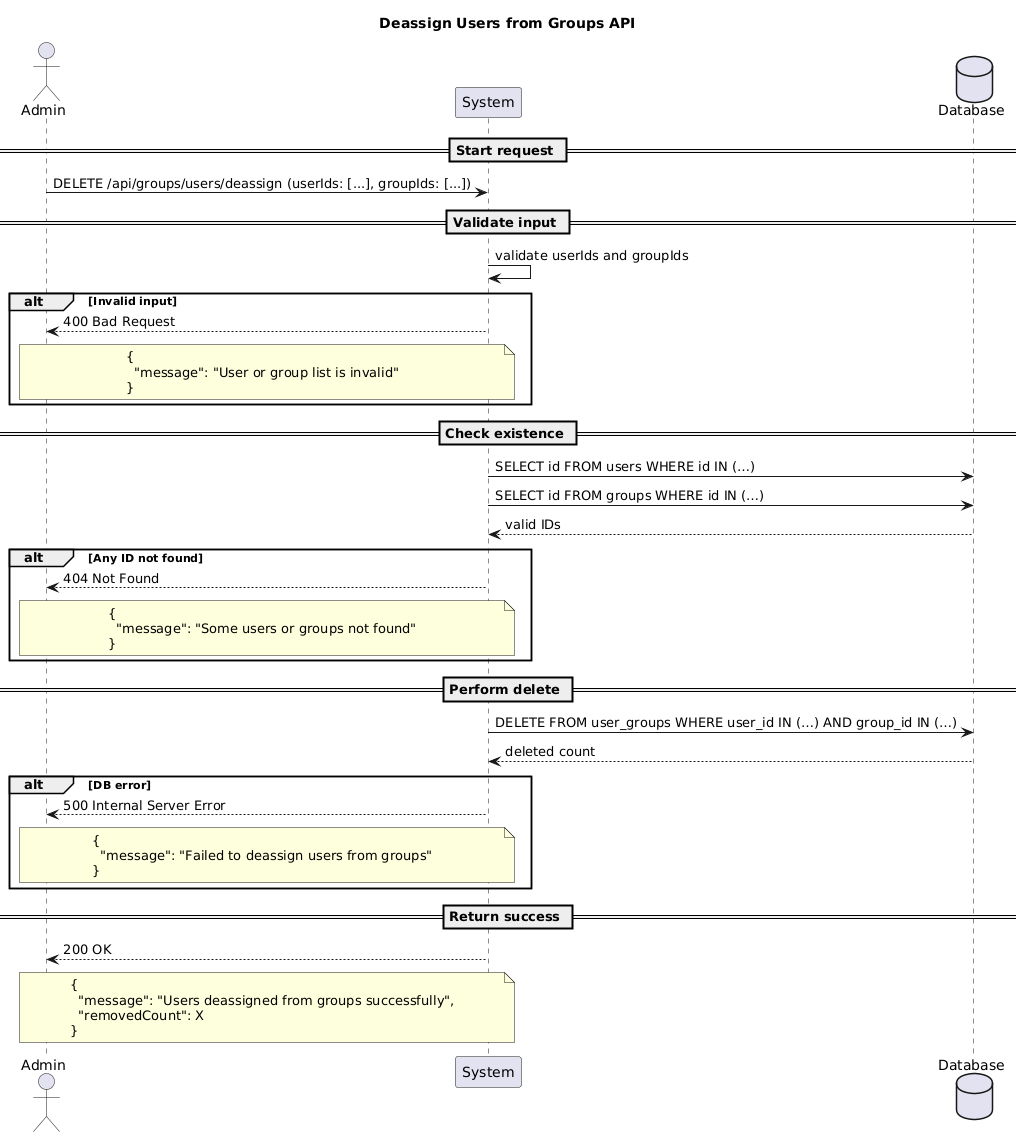 Deassign Users from Groups API
Admin
System
Database
Start request
DELETE /api/groups/users/deassign (userIds: [...], groupIds: [...])
Validate input
validate userIds and groupIds
alt [Invalid input]
400 Bad Request
{
"message": "User or group list is invalid"
}
Check existence
SELECT id FROM users WHERE id IN (...)
SELECT id FROM groups WHERE id IN (...)
valid IDs
alt [Any ID not found]
404 Not Found
{
"message": "Some users or groups not found"
}
Perform delete
DELETE FROM user_groups WHERE user_id IN (...) AND group_id IN (...)
deleted count
alt [DB error]
500 Internal Server Error
{
"message": "Failed to deassign users from groups"
}
Return success
200 OK
{
"message": "Users deassigned from groups successfully",
"removedCount": X
}
Admin
System
Database